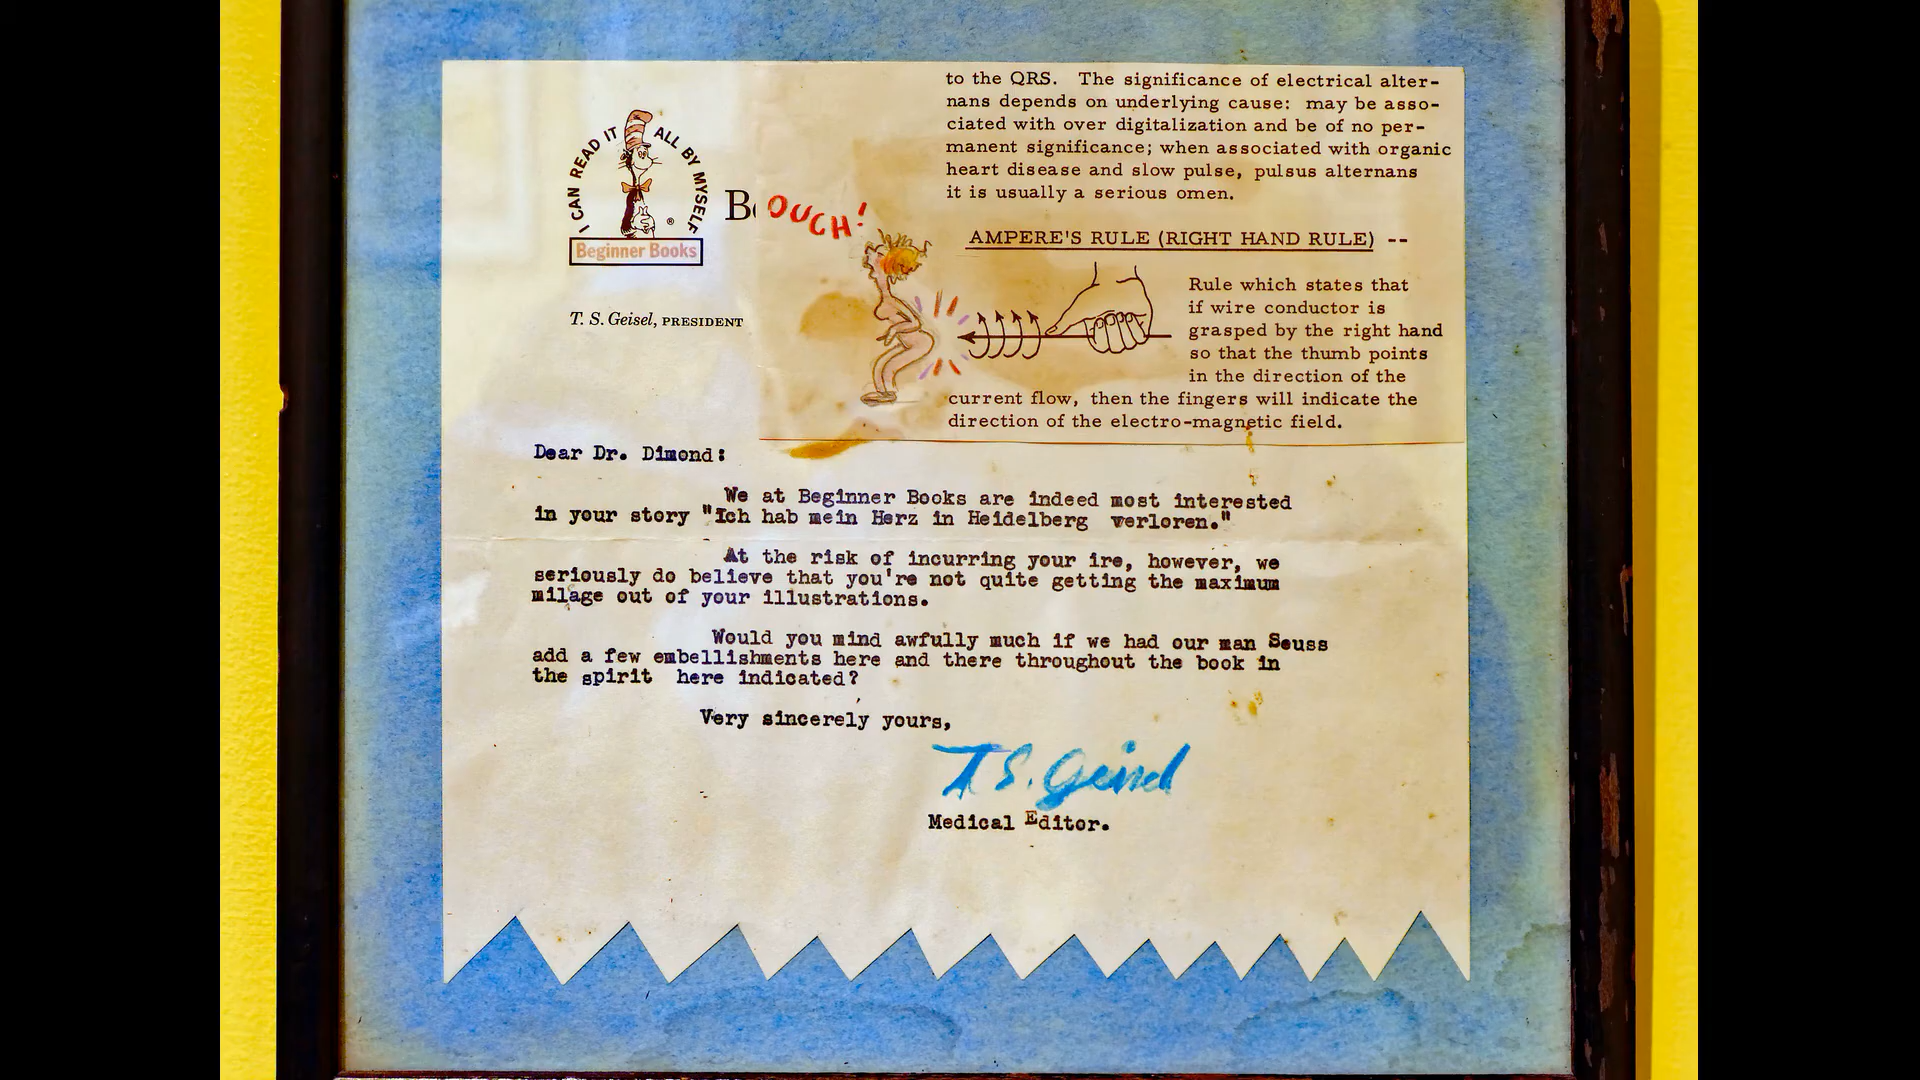 to the QRS. The significance of electrical alter-
nans depends on underlying cause: may be asso-
ciated with over digitalization and be of no per-
manent significance; when associated with organic
heart disease and slow pulse, pulsus alternans
it is usually a serious omen.
I CAN READ IT ALL BY MYSELF
®
Beginner Books
B
OUCH!
AMPERE'S RULE (RIGHT HAND RULE) --
Rule which states that
if wire conductor is
grasped by the right hand
so that the thumb points
in the direction of the
current flow, then the fingers will indicate the
direction of the electro-magnetic field.
T. S. Geisel, PRESIDENT
Dear Dr. Dimond:
We at Beginner Books are indeed most interested
in your story "Ich hab mein Herz in Heidelberg verloren."
At the risk of incurring your ire, however, we
seriously do believe that you're not quite getting the maximum
milage out of your illustrations.
Would you mind awfully much if we had our man Seuss
add a few embellishments here and there throughout the book in
the spirit here indicated?
Very sincerely yours,
T. S. Geisel
Medical Editor.